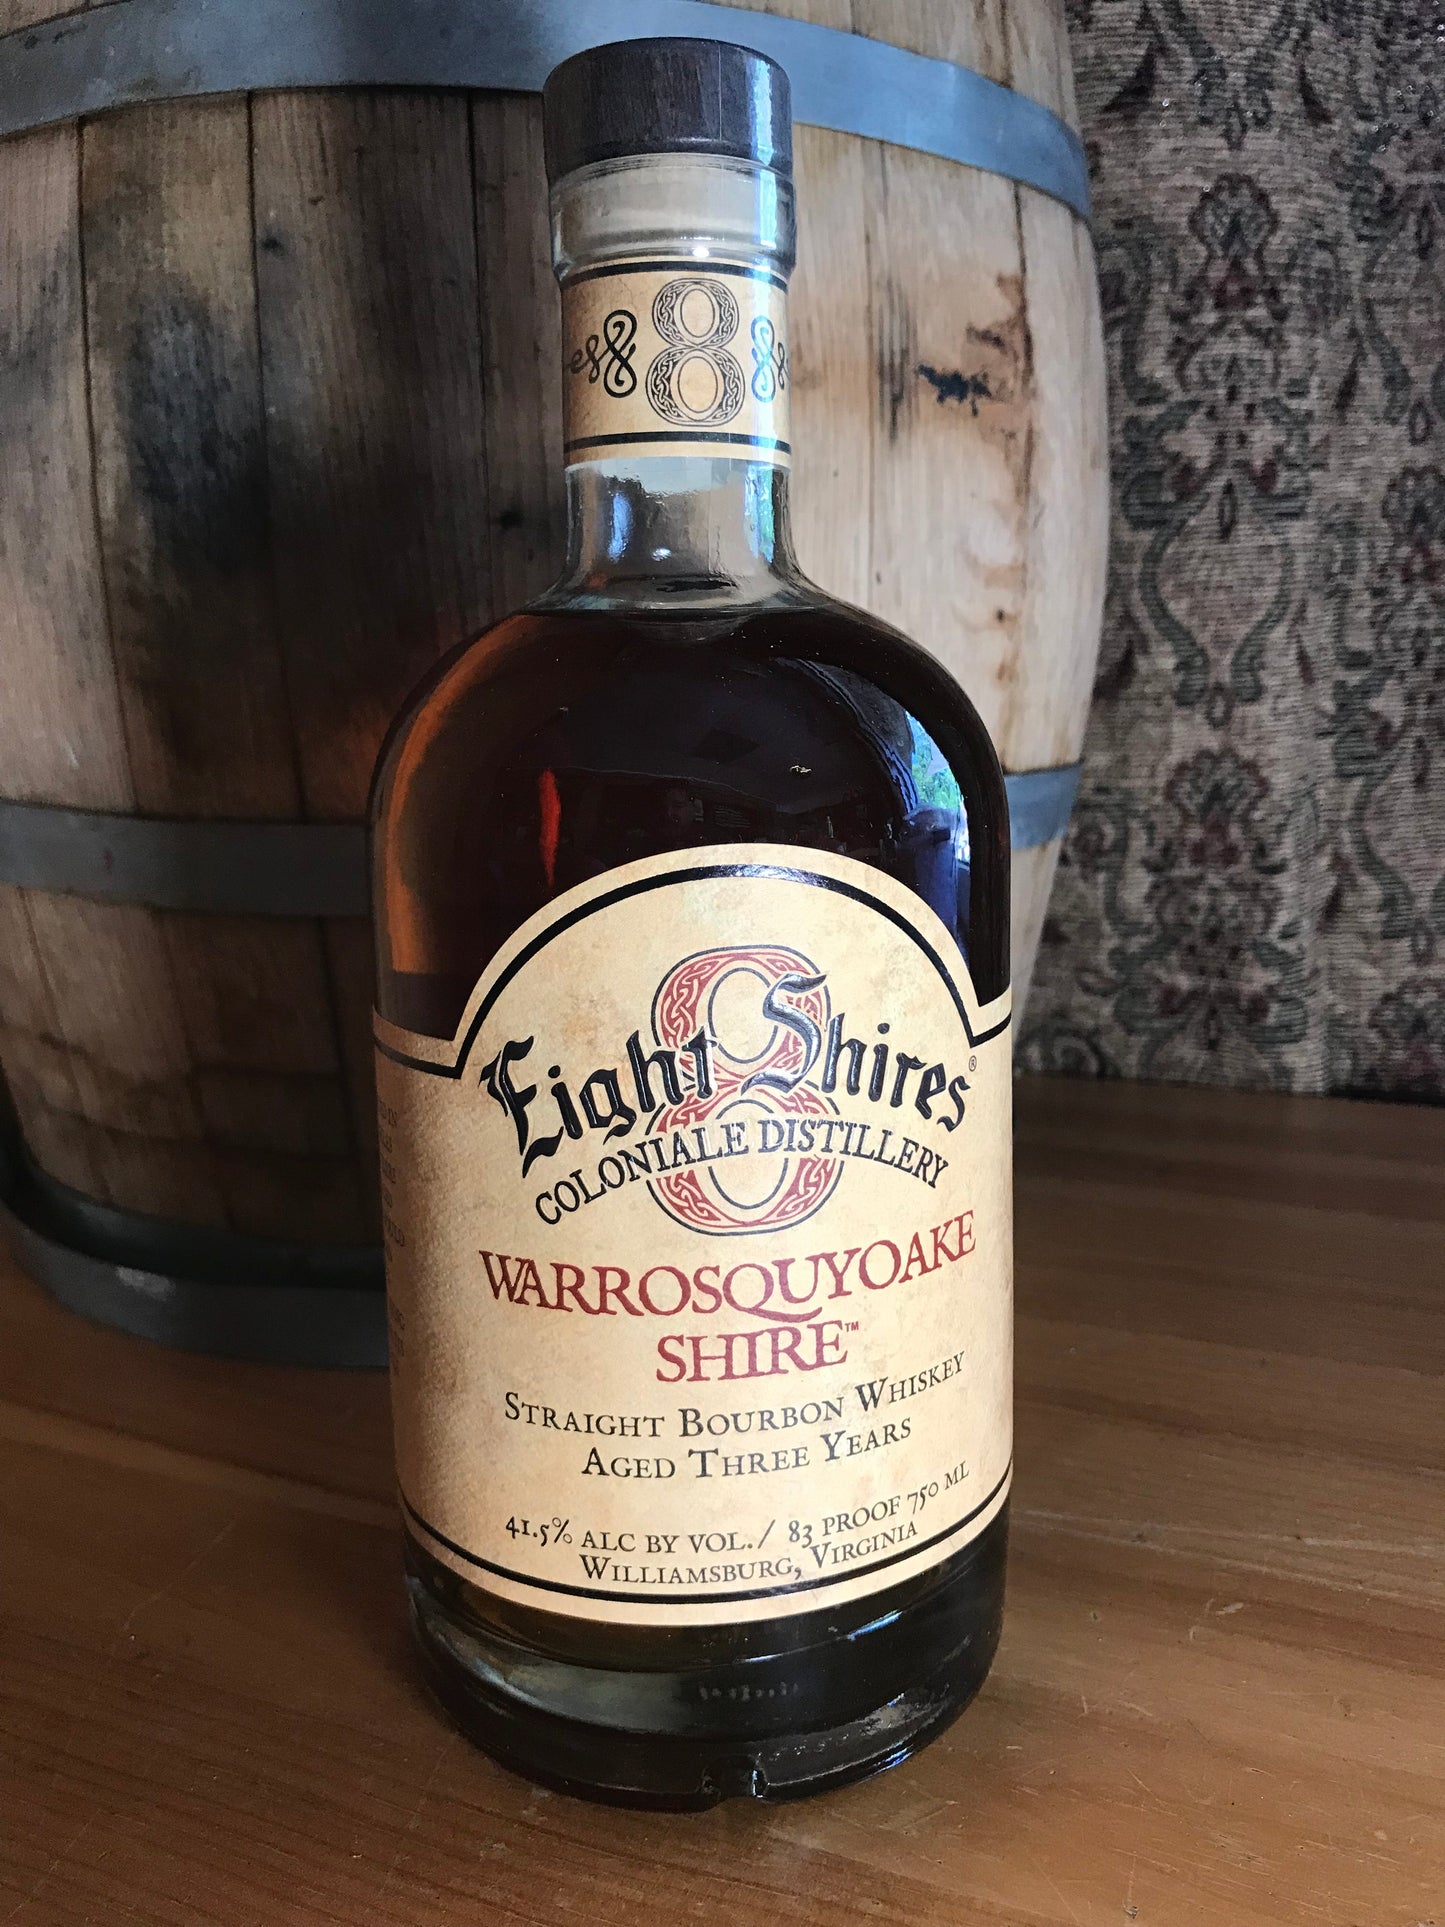 8
Eight Shires®
COLONIALE DISTILLERY
WARROSQUYOAKE
SHIRE™
STRAIGHT BOURBON WHISKEY
AGED THREE YEARS
41.5% ALC BY VOL. / 83 PROOF 750 ML
WILLIAMSBURG, VIRGINIA